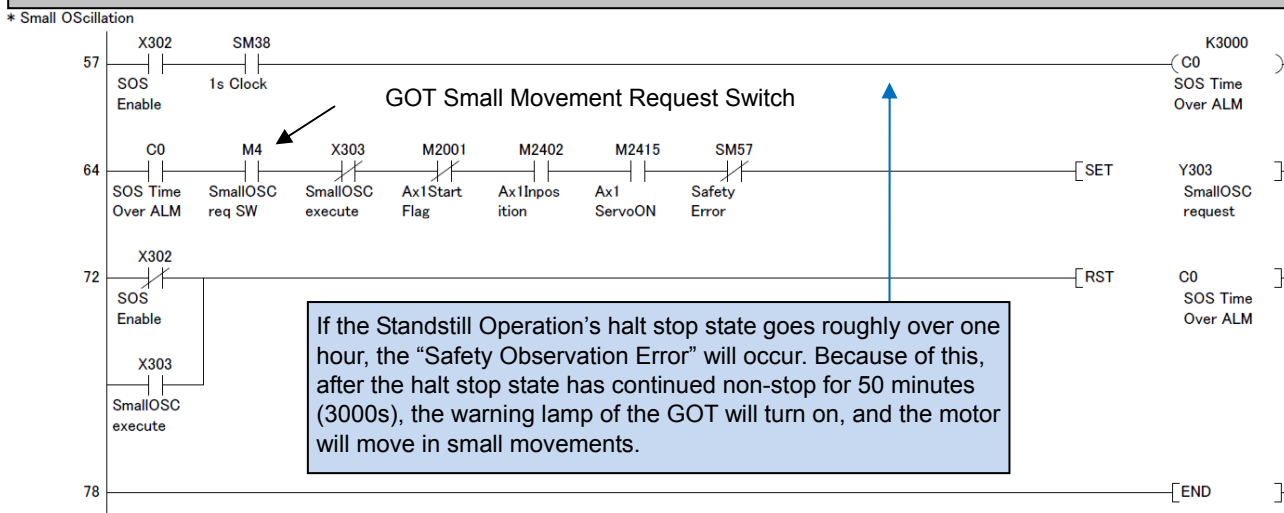 * Small OScillation
X302 SM38 K3000
57 C0
SOS 1s Clock SOS Time
Enable Over ALM
GOT Small Movement Request Switch
C0 M4 X303 M2001 M2402 M2415 SM57
64 SET Y303
SOS Time SmallOSC SmallOSC Ax1Start Ax1Inpos Ax1 Safety SmallOSC
Over ALM req SW execute Flag ition ServoON Error request
X302
72 RST C0
SOS SOS Time
Enable Over ALM
X303
SmallOSC
execute
If the Standstill Operation's halt stop state goes roughly over one
hour, the “Safety Observation Error” will occur. Because of this,
after the halt stop state has continued non-stop for 50 minutes
(3000s), the warning lamp of the GOT will turn on, and the motor
will move in small movements.
78 END